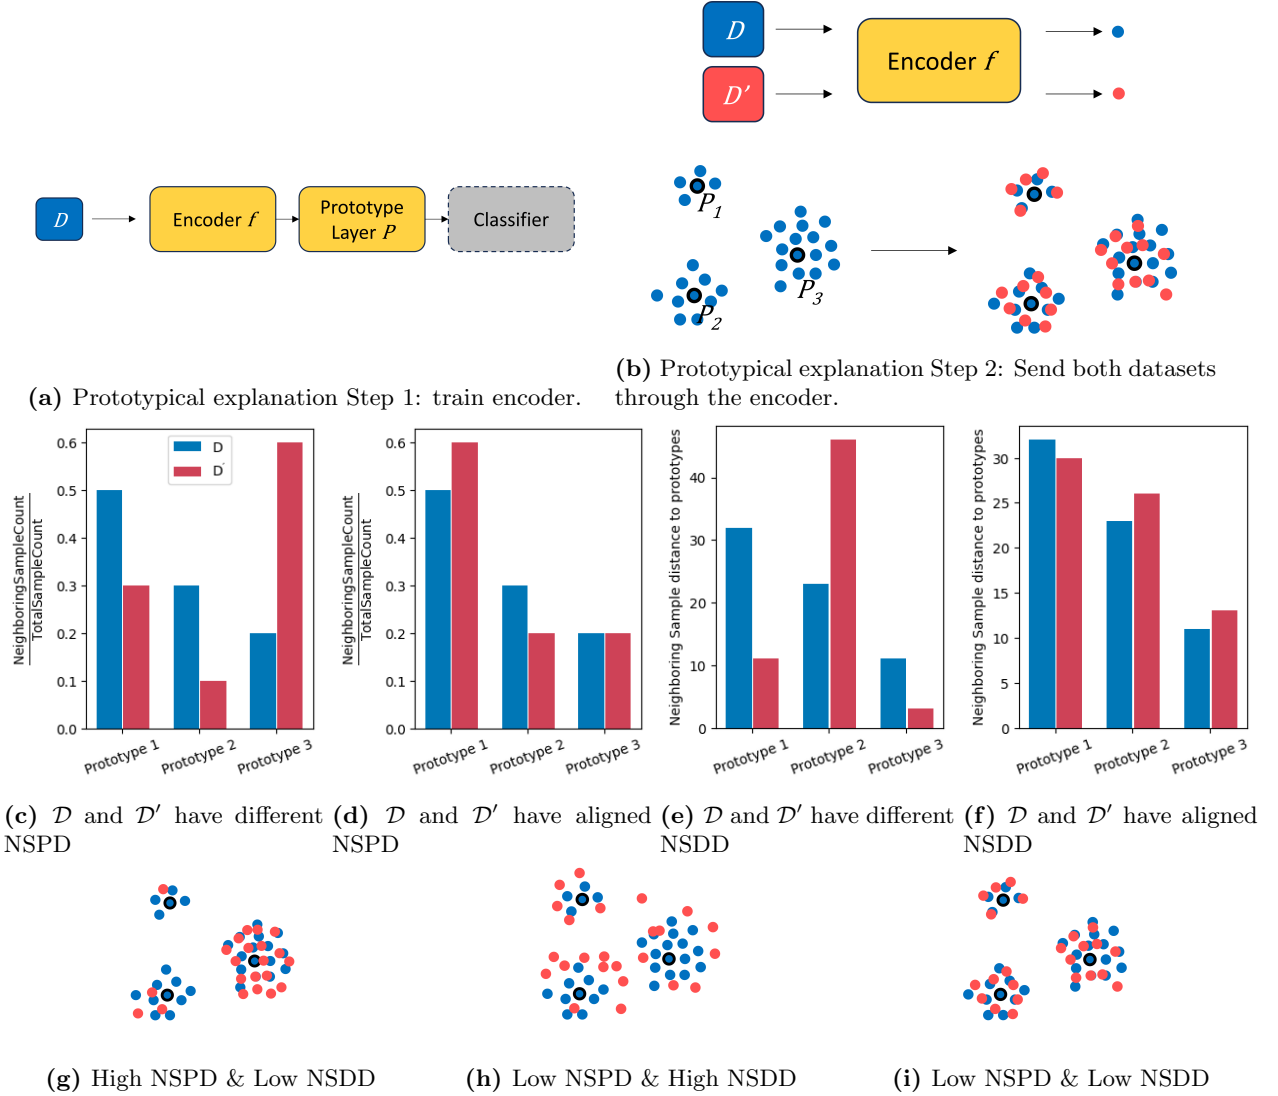 D
D′
Encoder f
D
Encoder f
Prototype
Layer P
Classifier
P1
P2
P3
(a) Prototypical explanation Step 1: train encoder.
(b) Prototypical explanation Step 2: Send both datasets
through the encoder.
NeighboringSampleCount
TotalSampleCount
0.6
0.5
0.4
0.3
0.2
0.1
0.0
D
D′
Prototype 1
Prototype 2
Prototype 3
NeighboringSampleCount
TotalSampleCount
0.6
0.5
0.4
0.3
0.2
0.1
0.0
Prototype 1
Prototype 2
Prototype 3
Neighboring Sample distance to prototypes
40
30
20
10
0
Prototype 1
Prototype 2
Prototype 3
Neighboring Sample distance to prototypes
30
25
20
15
10
5
0
Prototype 1
Prototype 2
Prototype 3
(c) D and D′ have different
NSPD
(d) D and D′ have aligned
NSPD
(e) D and D′ have different
NSDD
(f) D and D′ have aligned
NSDD
(g) High NSPD & Low NSDD
(h) Low NSPD & High NSDD
(i) Low NSPD & Low NSDD